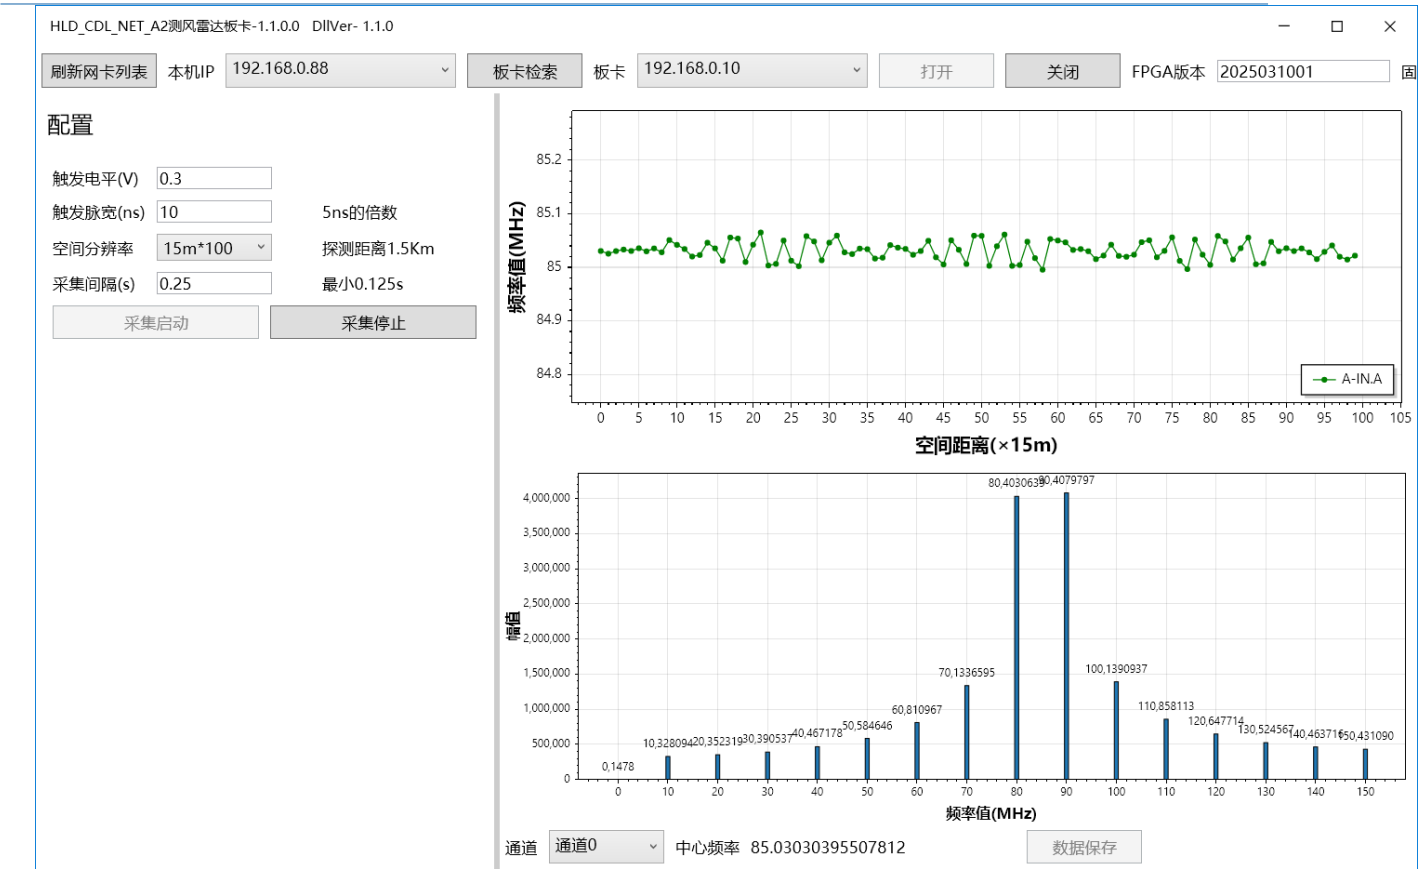 HLD_CDL_NET_A2测风雷达板卡-1.1.0.0 DllVer- 1.1.0
刷新网卡列表 本机IP 192.168.0.88 板卡检索 板卡 192.168.0.10 打开 关闭 FPGA版本 2025031001 固
配置
触发电平(V) 0.3
触发脉宽(ns) 10 5ns的倍数
空间分辨率 15m*100 探测距离1.5Km
采集间隔(s) 0.25 最小0.125s
采集启动 采集停止
频率值(MHz)
85.2
85.1
85
84.9
84.8
A-IN.A
0 5 10 15 20 25 30 35 40 45 50 55 60 65 70 75 80 85 90 95 100 105
空间距离(×15m)
幅值
4,000,000
3,500,000
3,000,000
2,500,000
2,000,000
1,500,000
1,000,000
500,000
0
0,1478
10,328094
20,352319
30,390537
40,467178
50,584646
60,810967
70,1336595
80,4030639
90,4079797
100,1390937
110,858113
120,647714
130,524567
140,463716
150,431090
0 10 20 30 40 50 60 70 80 90 100 110 120 130 140 150
频率值(MHz)
通道 通道0 中心频率 85.03030395507812 数据保存